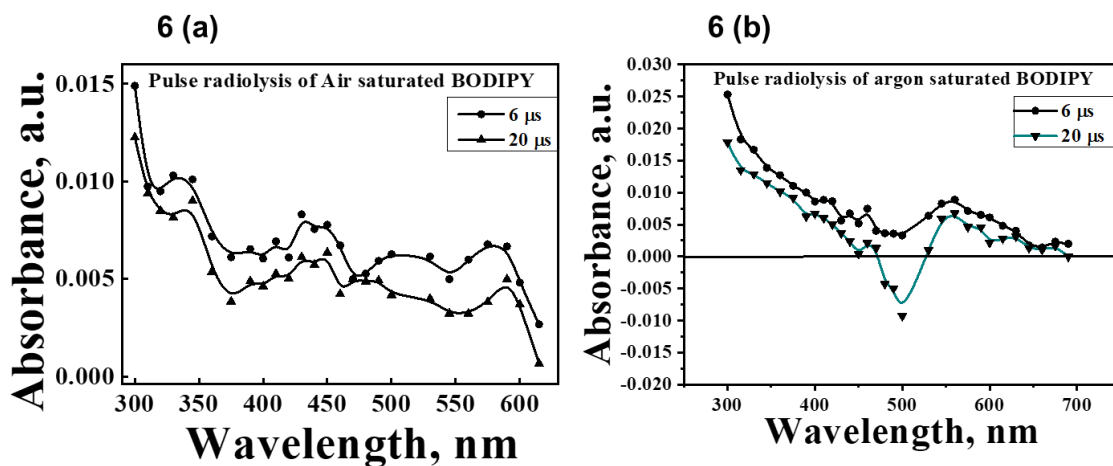 6 (a)
Pulse radiolysis of Air saturated BODIPY
6 μs
20 μs
Absorbance, a.u.
0.015
0.010
0.005
0.000
300 350 400 450 500 550 600
Wavelength, nm
6 (b)
Pulse radiolysis of argon saturated BODIPY
6 μs
20 μs
Absorbance, a.u.
0.030
0.025
0.020
0.015
0.010
0.005
0.000
-0.005
-0.010
-0.015
-0.020
300 400 500 600 700
Wavelength, nm